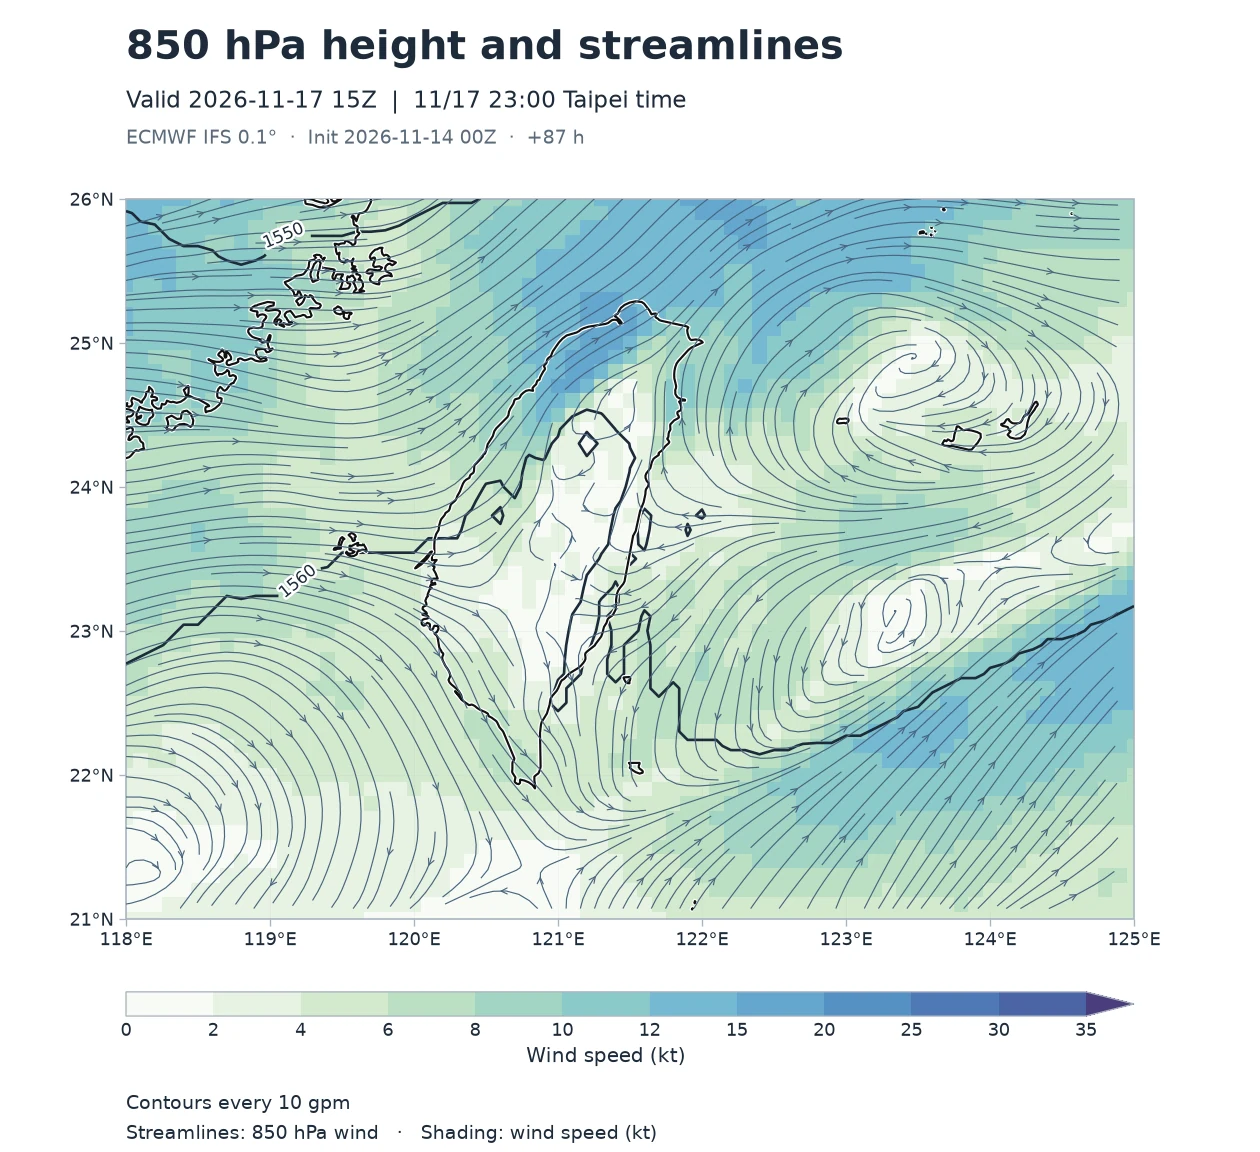 850 hPa height and streamlines
Valid 2026-11-17 15Z | 11/17 23:00 Taipei time
ECMWF IFS 0.1° · Init 2026-11-14 00Z · +87 h
26°N
1550
25°N
24°N
1560
23°N
22°N
21°N
118°E 119°E 120°E 121°E 122°E 123°E 124°E 125°E
0 2 4 6 8 10 12 15 20 25 30 35
Wind speed (kt)
Contours every 10 gpm
Streamlines: 850 hPa wind · Shading: wind speed (kt)